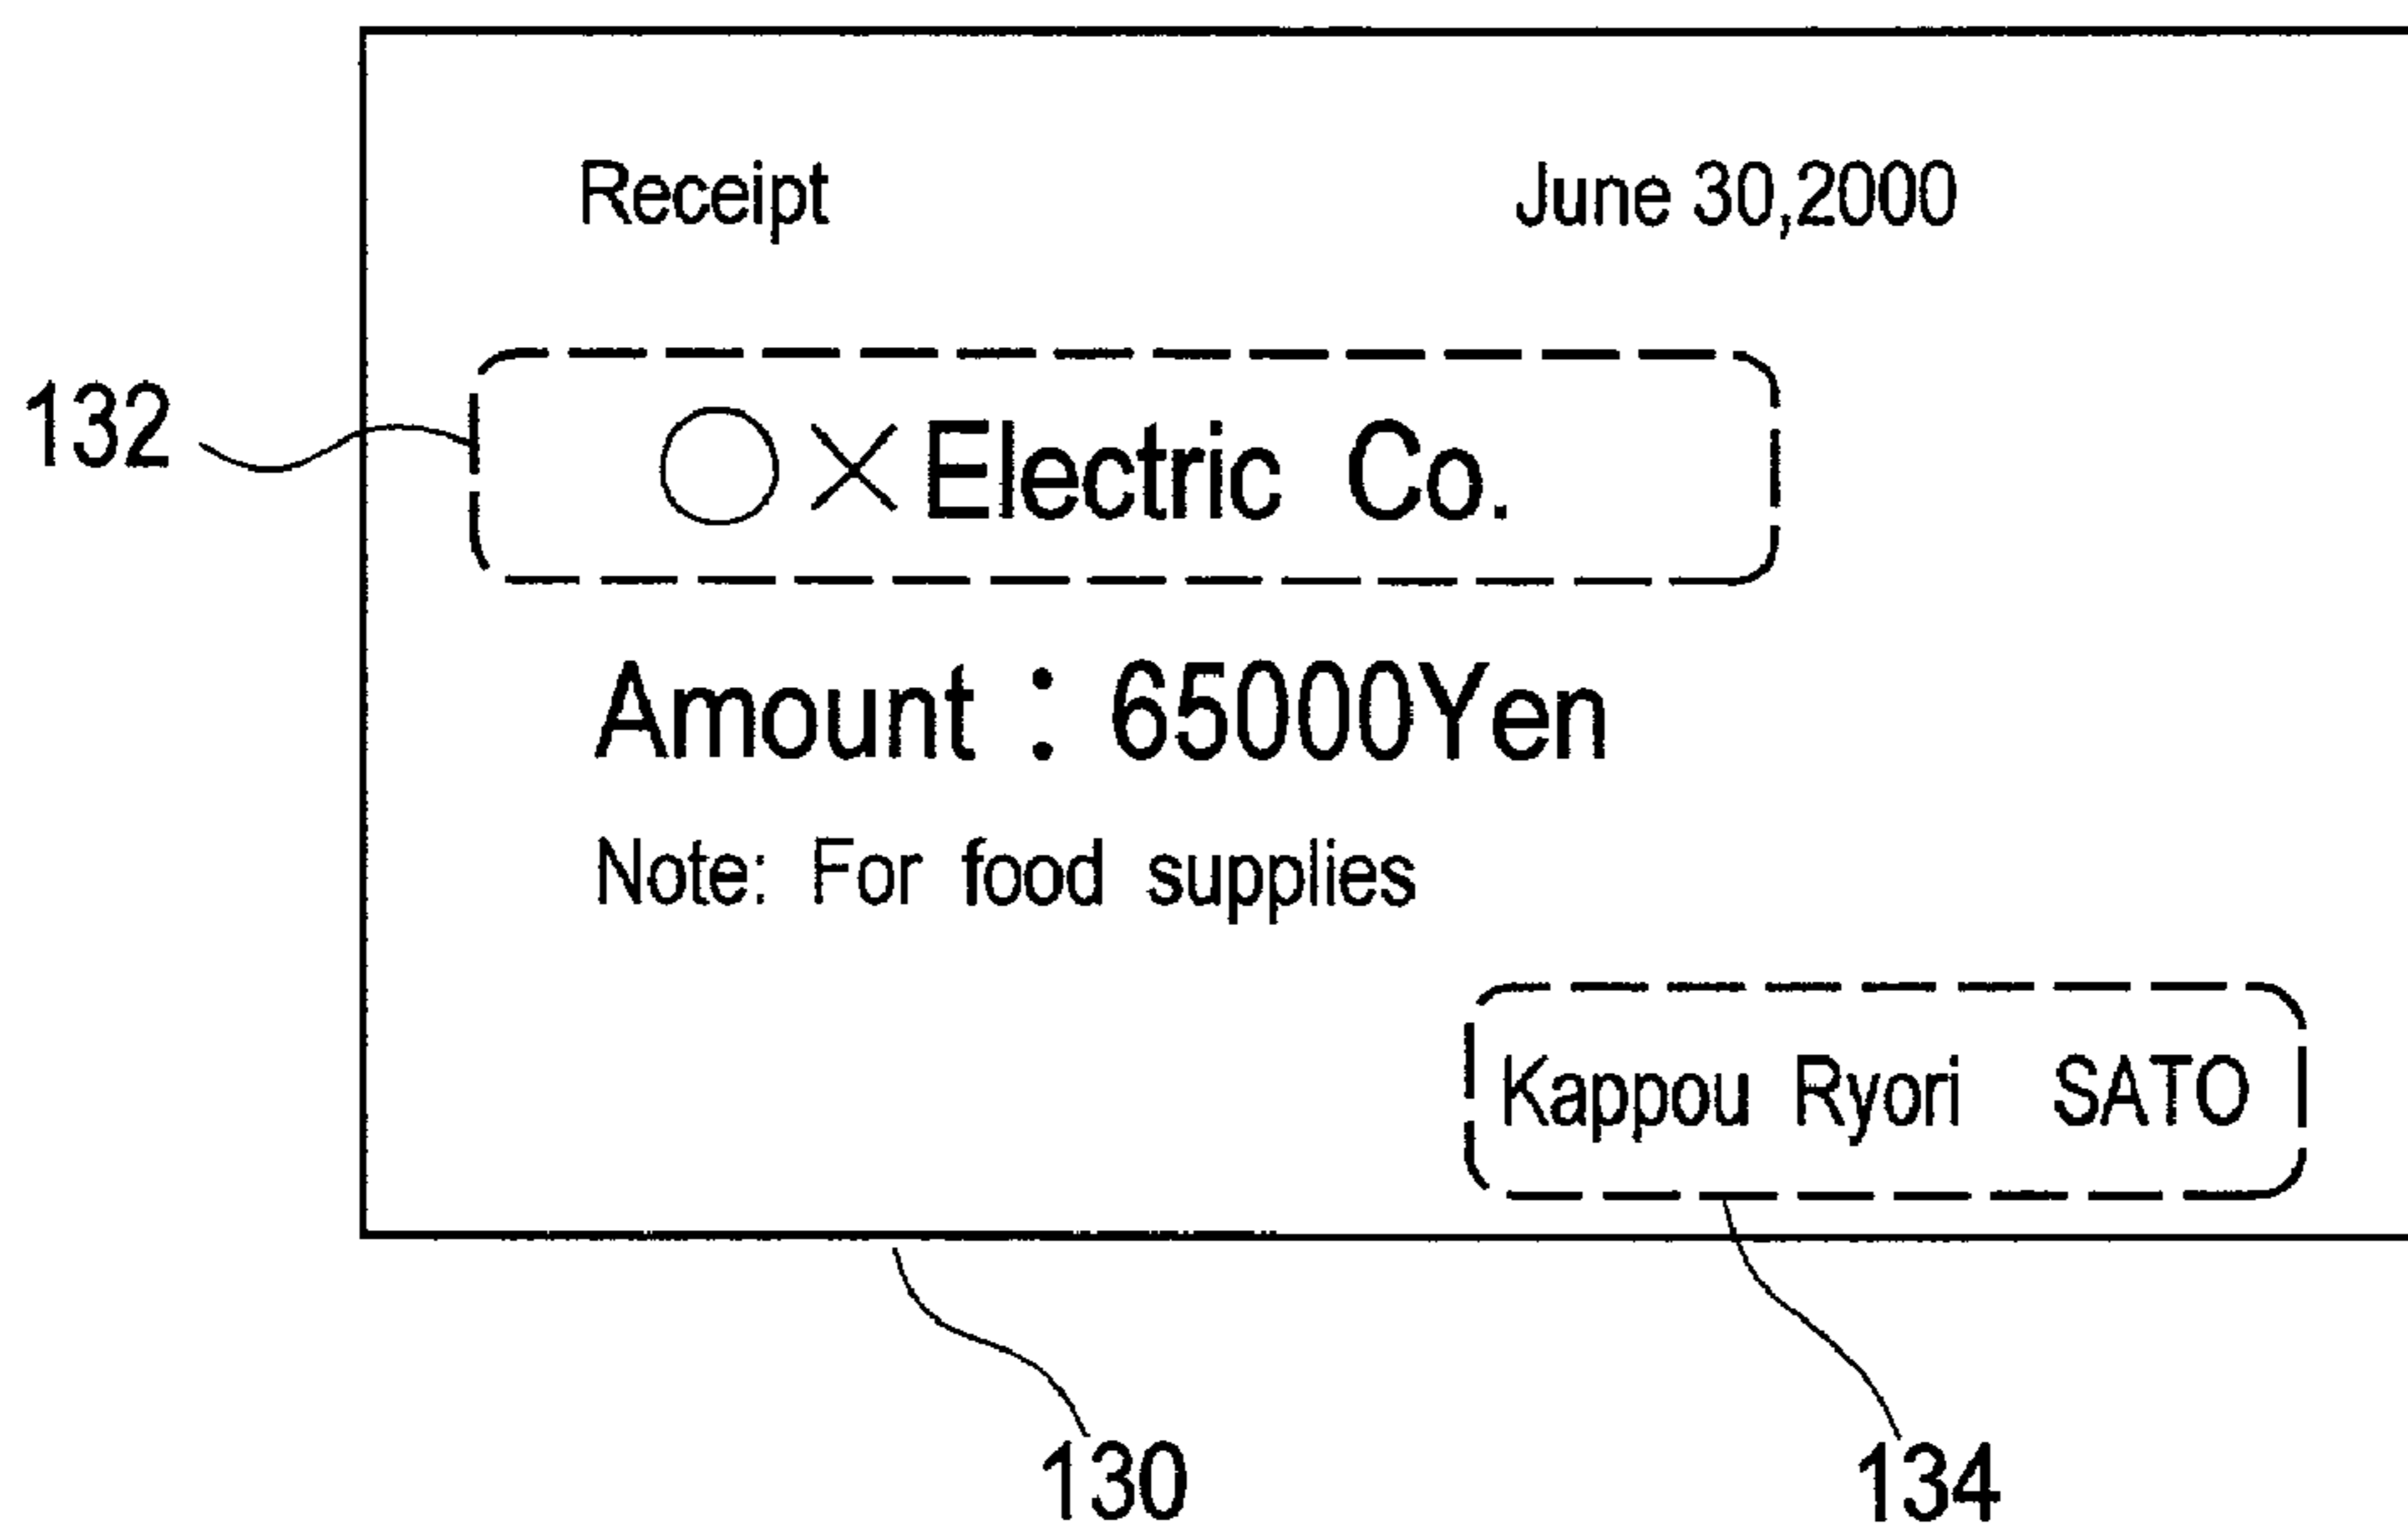 Receipt June 30,2000
132
○×Electric Co.
Amount : 65000Yen
Note: For food supplies
Kappou Ryori SATO
130 134